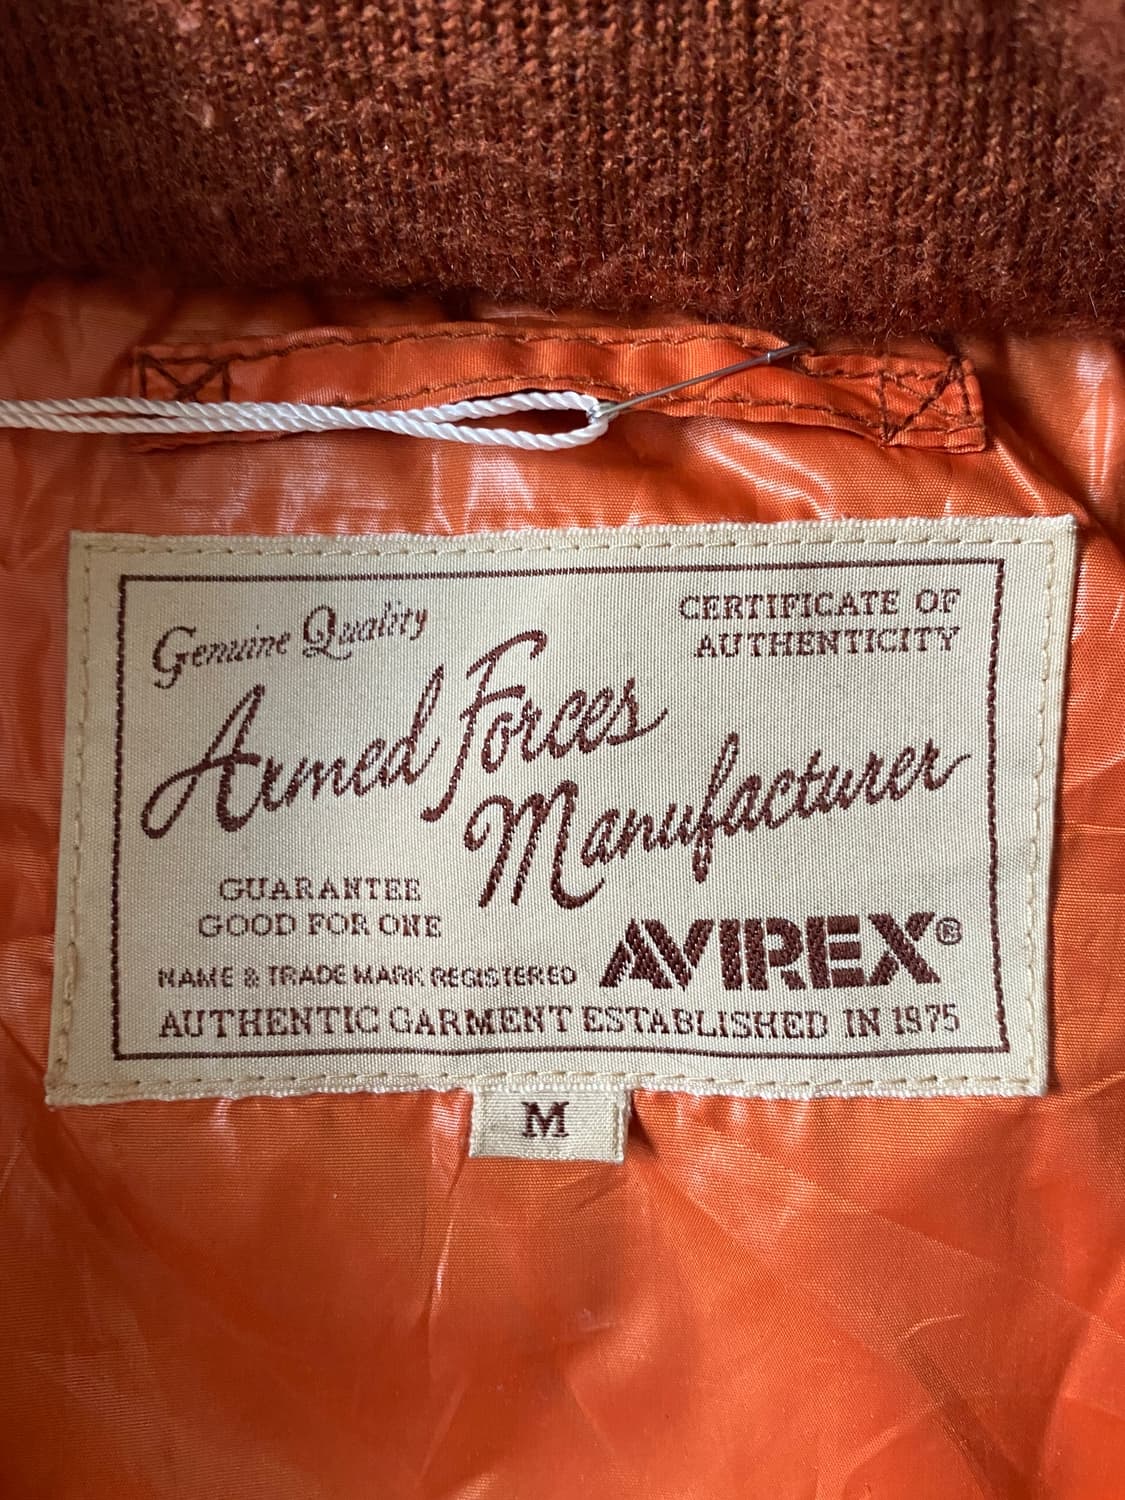 Genuine Quality
CERTIFICATE OF
AUTHENTICITY
Armed Forces
Manufacturer
GUARANTEE
GOOD FOR ONE
AVIREX®
NAME & TRADE MARK REGISTERED
AUTHENTIC GARMENT ESTABLISHED IN 1975
M